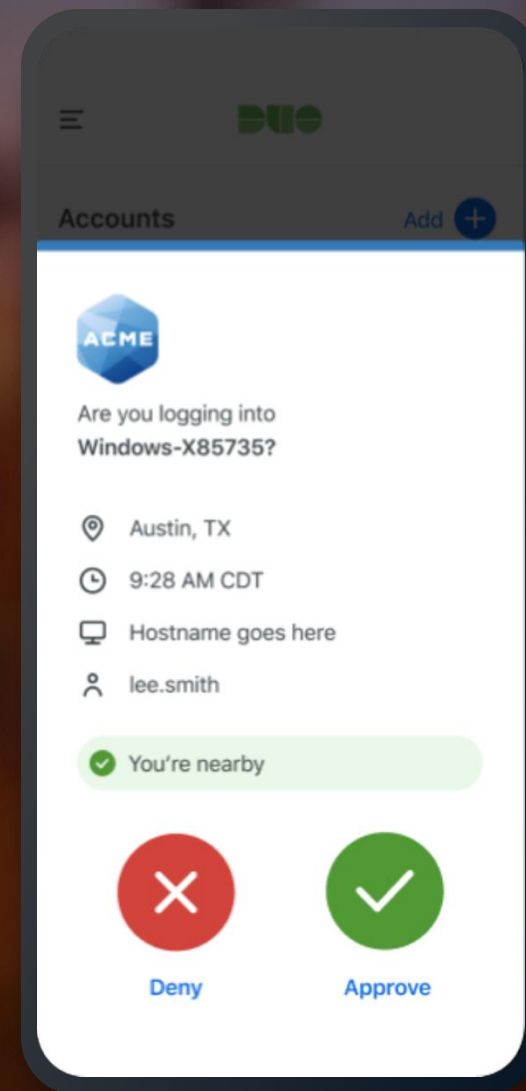 DUO
Accounts
Add
ACME
Are you logging into
Windows-X85735?
Austin, TX
9:28 AM CDT
Hostname goes here
lee.smith
You're nearby
Deny
Approve